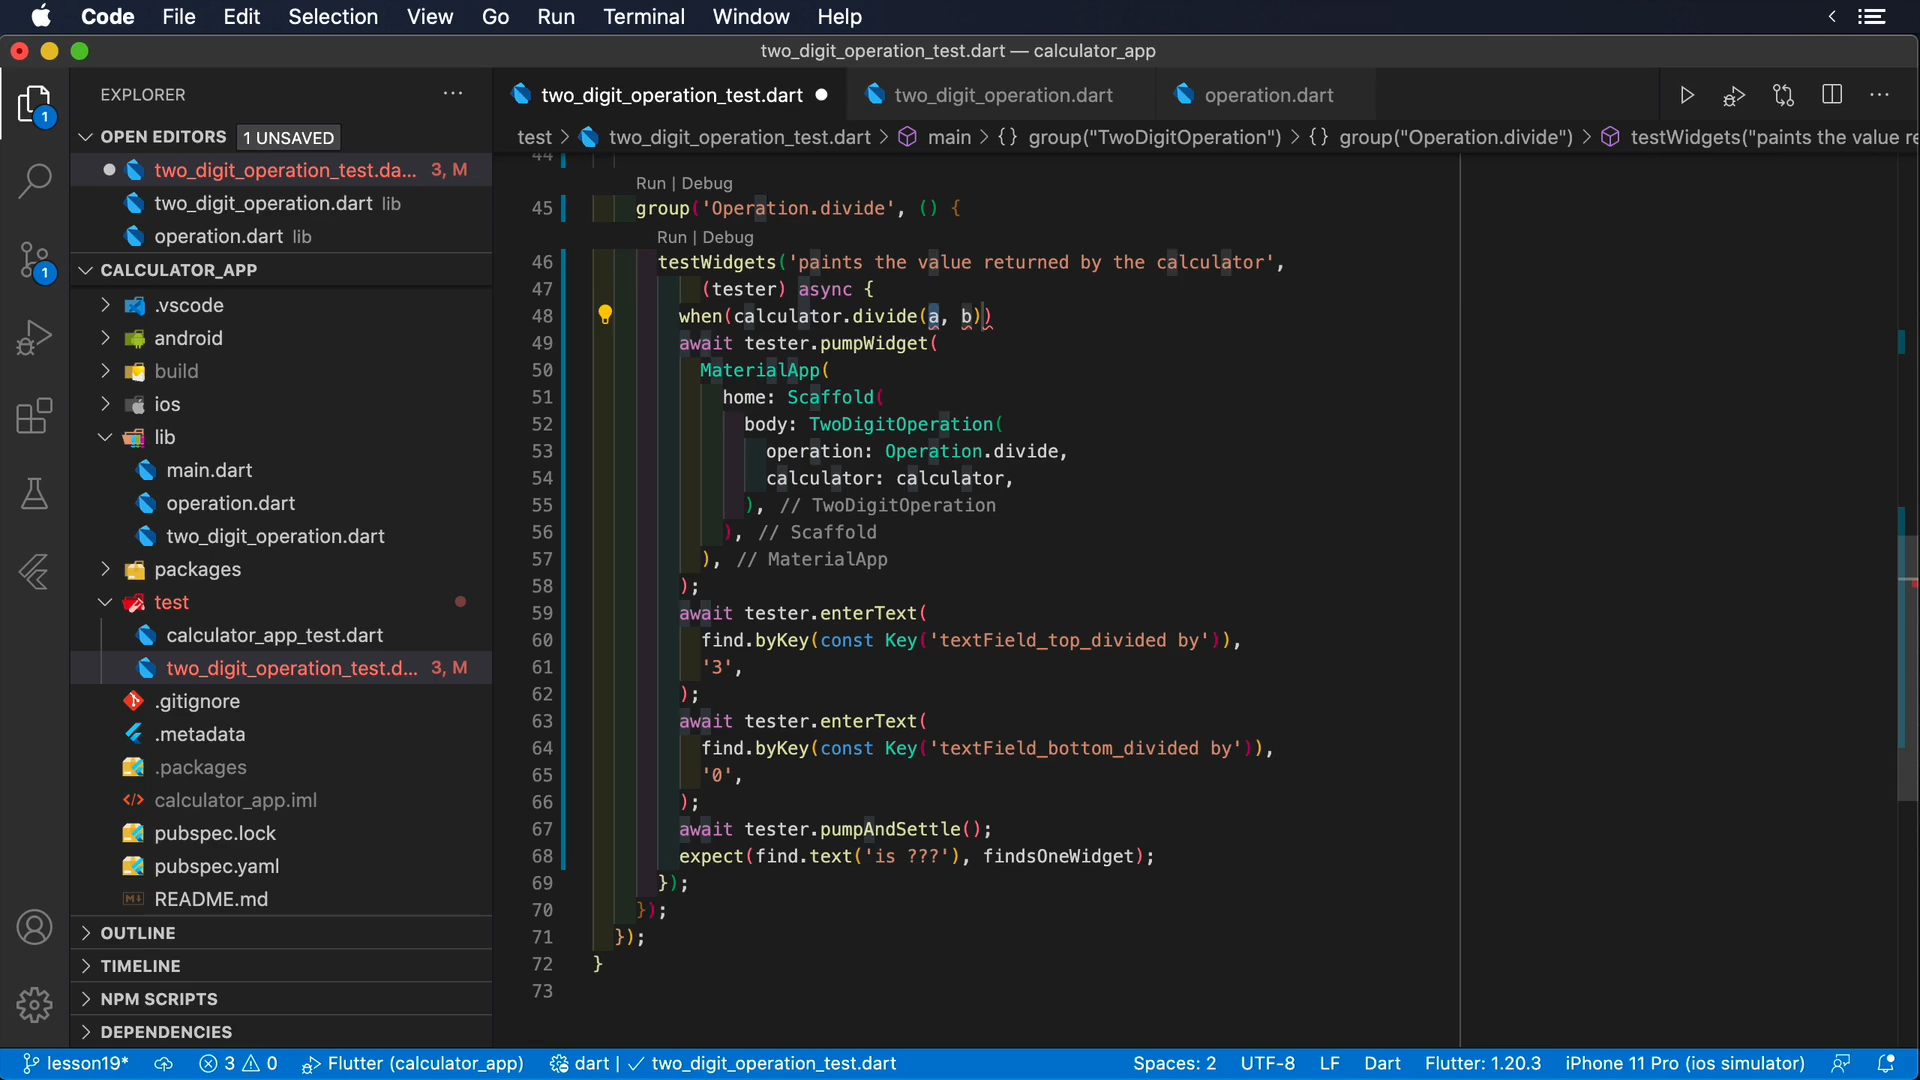 Code File Edit Selection View Go Run Terminal Window Help
two_digit_operation_test.dart — calculator_app
EXPLORER
OPEN EDITORS 1 UNSAVED
two_digit_operation_test.da... 3, M
two_digit_operation.dart lib
operation.dart lib
CALCULATOR_APP
.vscode
android
build
ios
lib
main.dart
operation.dart
two_digit_operation.dart
packages
test
calculator_app_test.dart
two_digit_operation_test.d... 3, M
.gitignore
.metadata
.packages
calculator_app.iml
pubspec.lock
pubspec.yaml
README.md
OUTLINE
TIMELINE
NPM SCRIPTS
DEPENDENCIES
1
1
two_digit_operation_test.dart two_digit_operation.dart operation.dart
test > two_digit_operation_test.dart > main > {} group("TwoDigitOperation") > {} group("Operation.divide") > testWidgets("paints the value re
44
Run | Debug
45 group('Operation.divide', () {
Run | Debug
46 testWidgets('paints the value returned by the calculator',
47 (tester) async {
48 when(calculator.divide(a, b))
49 await tester.pumpWidget(
50 MaterialApp(
51 home: Scaffold(
52 body: TwoDigitOperation(
53 operation: Operation.divide,
54 calculator: calculator,
55 ), // TwoDigitOperation
56 ), // Scaffold
57 ), // MaterialApp
58 );
59 await tester.enterText(
60 find.byKey(const Key('textField_top_divided by')),
61 '3',
62 );
63 await tester.enterText(
64 find.byKey(const Key('textField_bottom_divided by')),
65 '0',
66 );
67 await tester.pumpAndSettle();
68 expect(find.text('is ???'), findsOneWidget);
69 });
70 });
71 });
72 }
73
lesson19* 3 0 Flutter (calculator_app) dart | ✓ two_digit_operation_test.dart Spaces: 2 UTF-8 LF Dart Flutter: 1.20.3 iPhone 11 Pro (ios simulator)